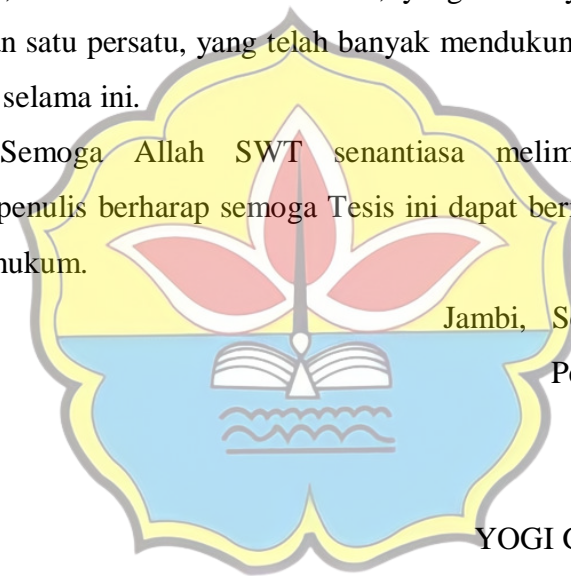 n satu persatu, yang telah banyak mendukun
selama ini.
Semoga Allah SWT senantiasa melim
penulis berharap semoga Tesis ini dapat ber
hukum.
Jambi, S
P
YOGI